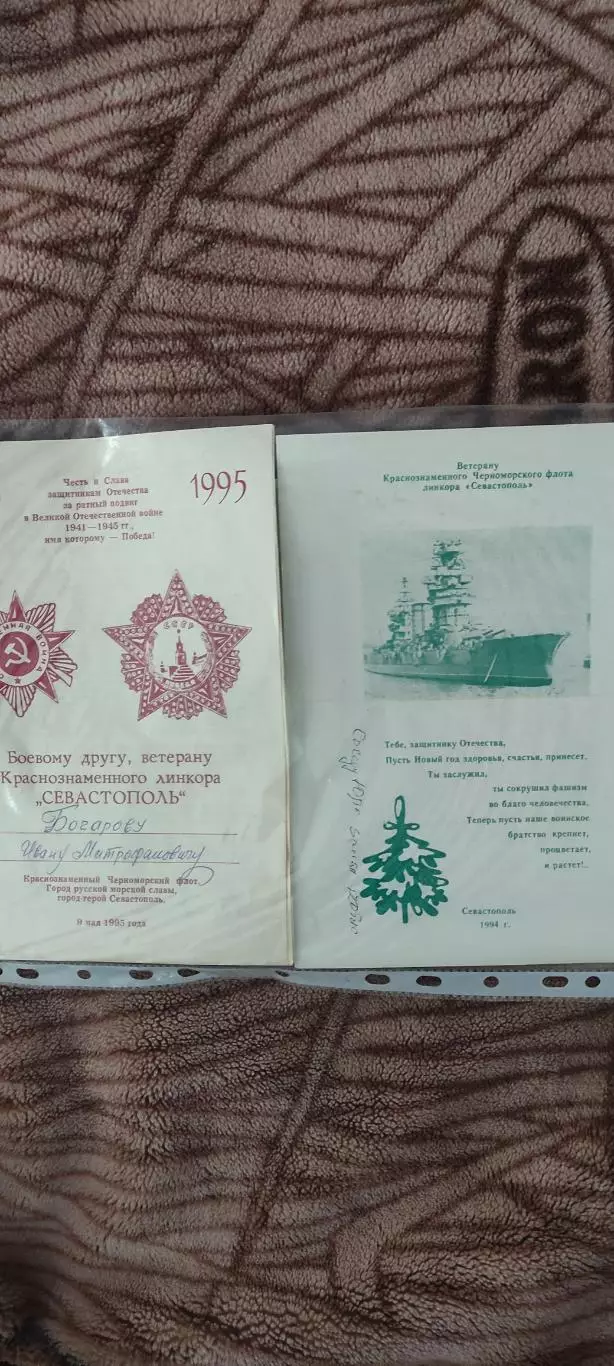 RON
Честь и Слава
защитникам Отечества
за ратный подвиг
в Великой Отечественной войне
1941—1945 гг.,
имя которому — Победа!
1995
СССР
Боевому другу, ветерану
Краснознаменного линкора
„СЕВАСТОПОЛЬ"
Богарову
Ивану Митрофановичу
Краснознаменный Черноморский флот.
Город русской морской славы,
город-герой Севастополь.
9 мая 1995 года
Ветерану
Краснознаменного Черноморского флота
линкора «Севастополь»
Тебе, защитнику Отечества,
Пусть Новый год здоровья, счастья, принесет.
Ты заслужил,
ты сокрушил фашизм
во благо человечества.
Теперь пусть наше воинское
братство крепнет,
процветает,
и растет!..
Севастополь
1994 г.